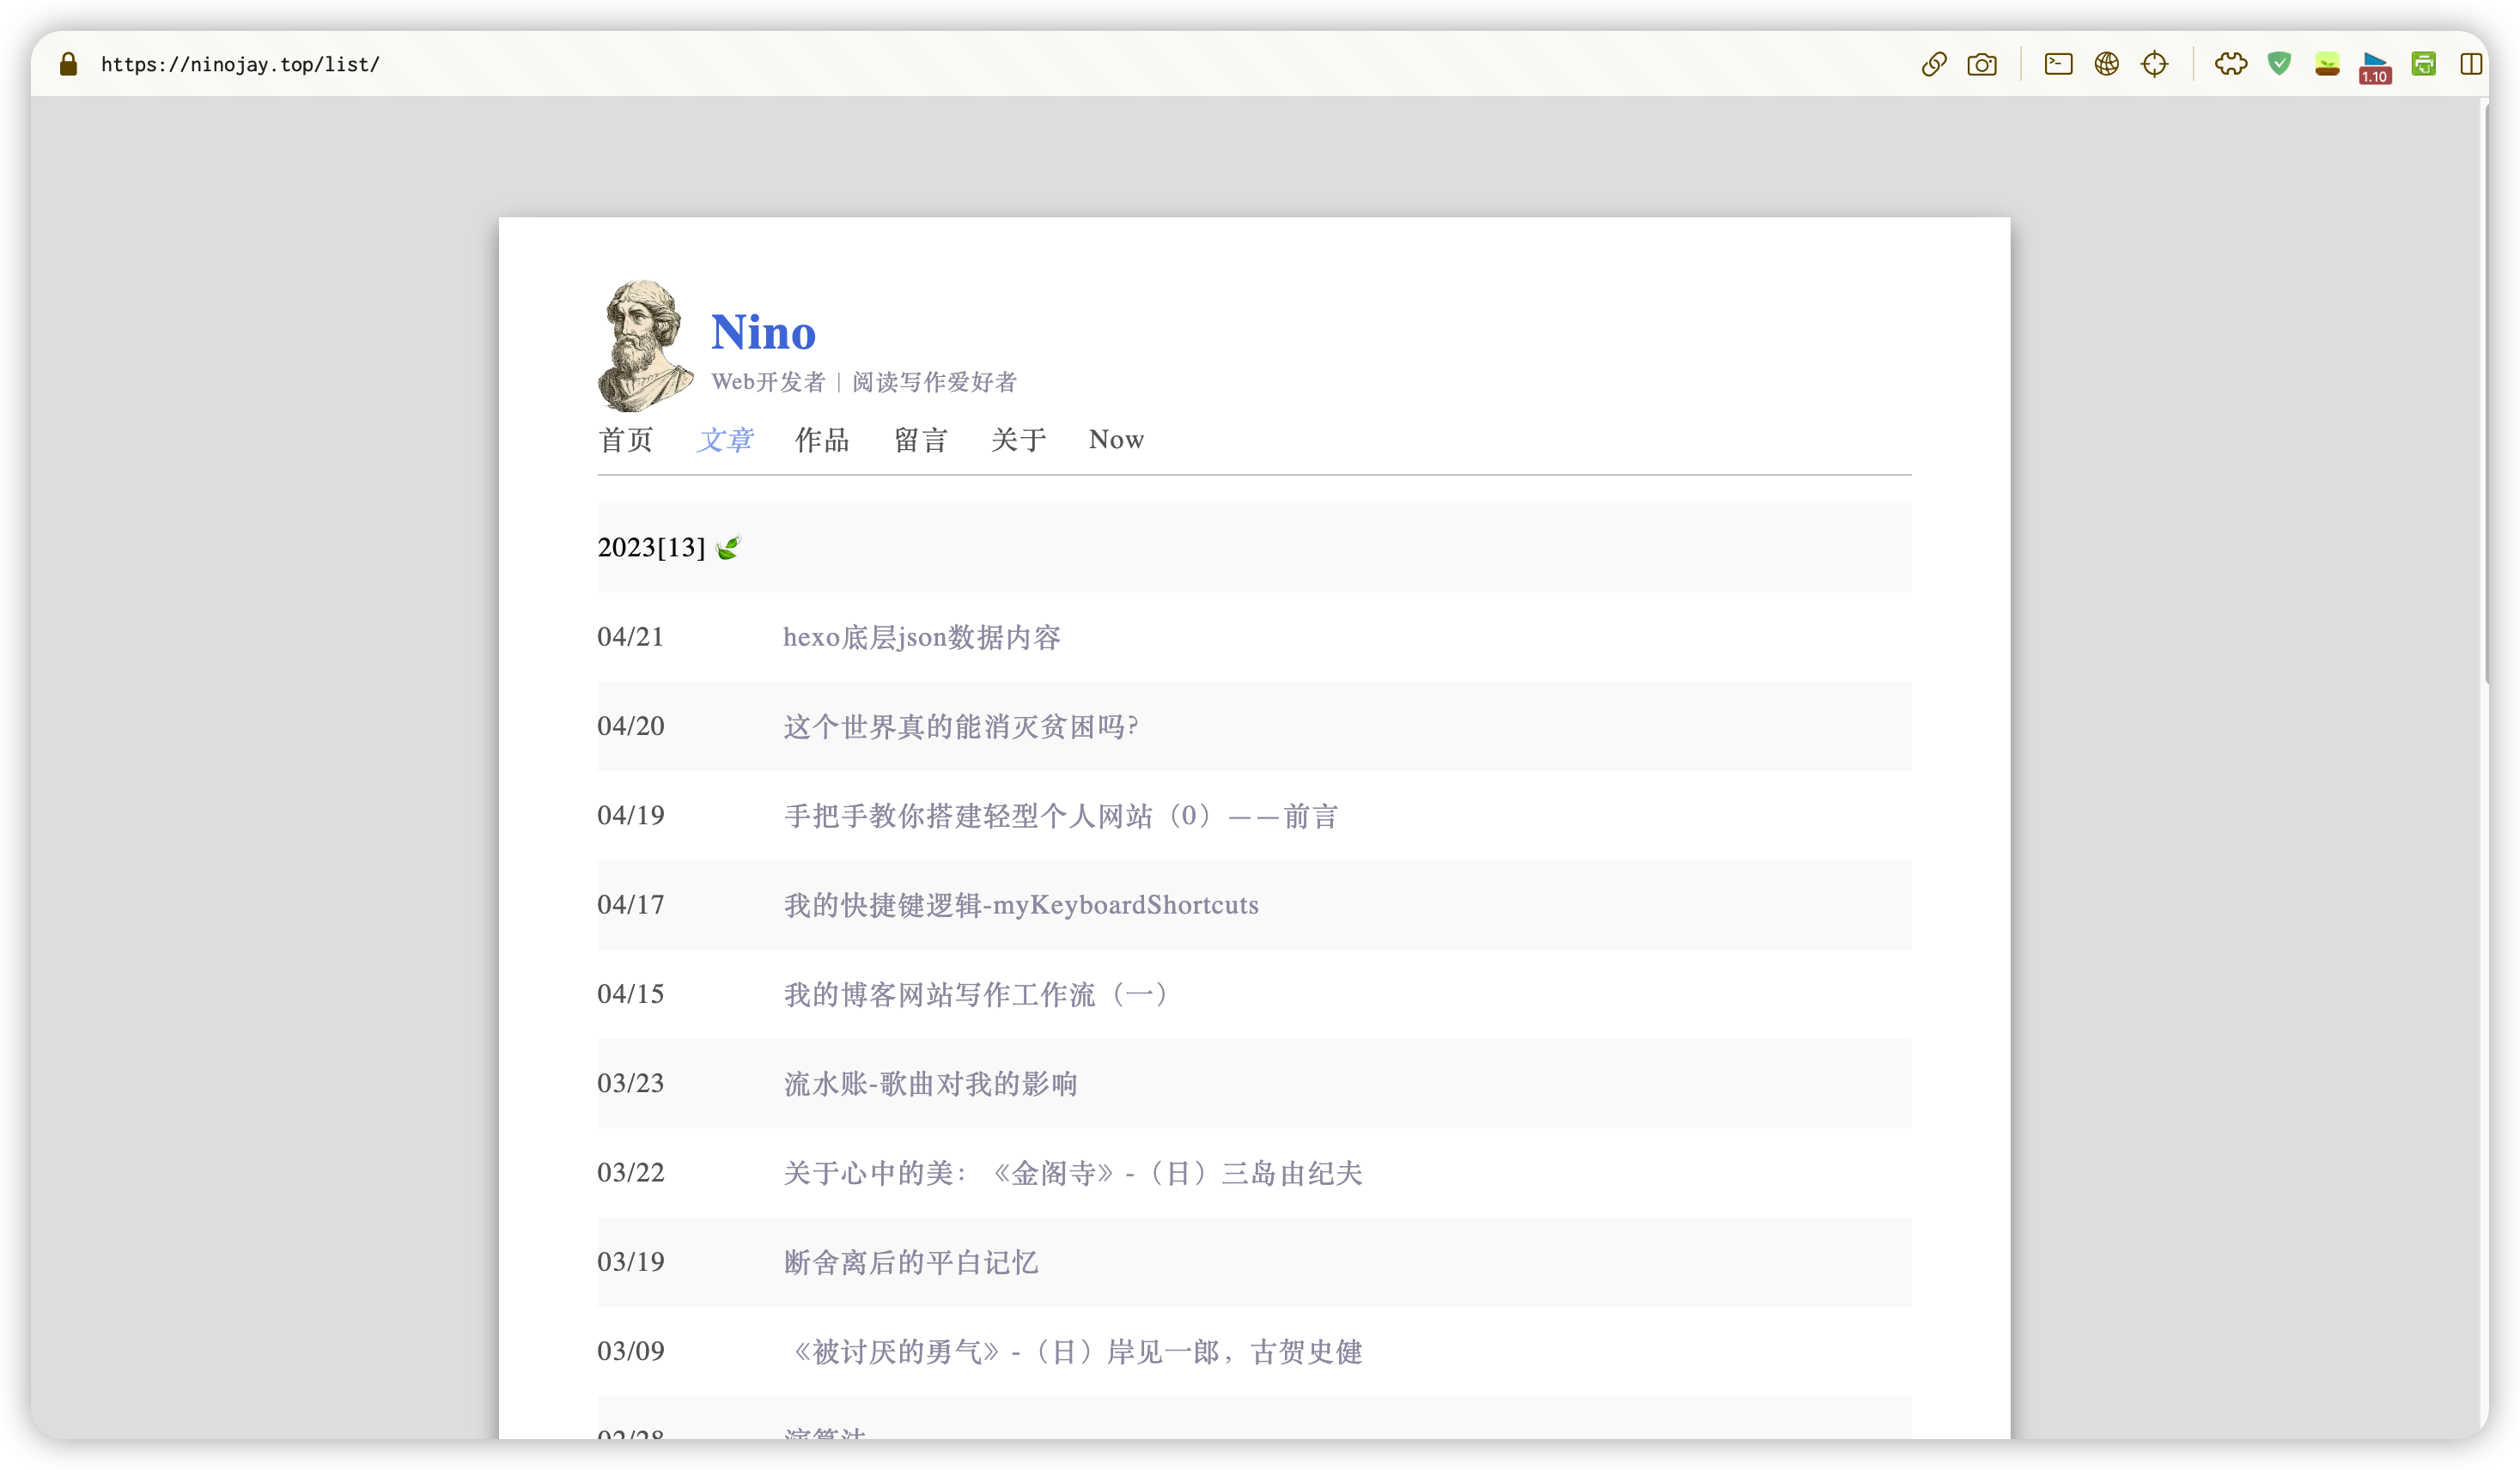 https://ninojay.top/list/
1.10
Nino
Web开发者 | 阅读写作爱好者
首页 文章 作品 留言 关于 Now
2023[13] 🍃
04/21 hexo底层json数据内容
04/20 这个世界真的能消灭贫困吗?
04/19 手把手教你搭建轻型个人网站（0）——前言
04/17 我的快捷键逻辑-myKeyboardShortcuts
04/15 我的博客网站写作工作流（一）
03/23 流水账-歌曲对我的影响
03/22 关于心中的美：《金阁寺》-（日）三岛由纪夫
03/19 断舍离后的平白记忆
03/09 《被讨厌的勇气》-（日）岸见一郎，古贺史健
02/28 演算法